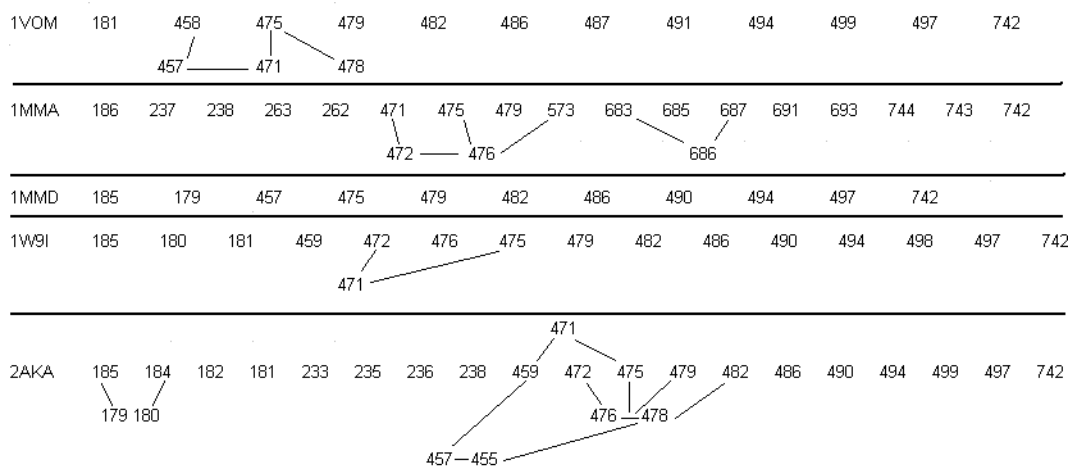 1VOM 181 458 475 479 482 486 487 491 494 499 497 742
457 471 478
1MMA 186 237 238 263 262 471 475 479 573 683 685 687 691 693 744 743 742
472 476 686
1MMD 185 179 457 475 479 482 486 490 494 497 742
1W9I 185 180 181 459 472 476 475 479 482 486 490 494 498 497 742
471
471
2AKA 185 184 182 181 233 235 236 238 459 472 475 479 482 486 490 494 499 497 742
179 180 476 478
457 455